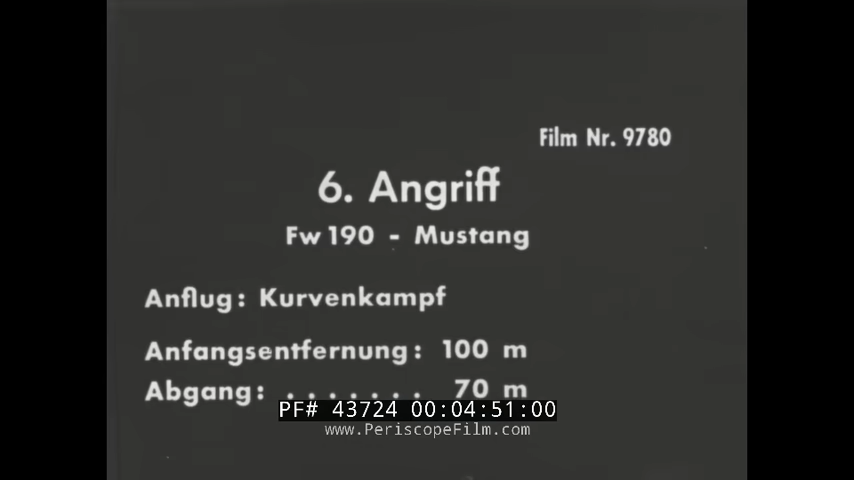 Film Nr. 9780
6. Angriff
Fw 190 - Mustang
Anflug: Kurvenkampf
Anfangsentfernung: 100 m
Abgang: . . . . . . . 70 m
PF# 43724 00:04:51:00
www.PeriscopeFilm.com